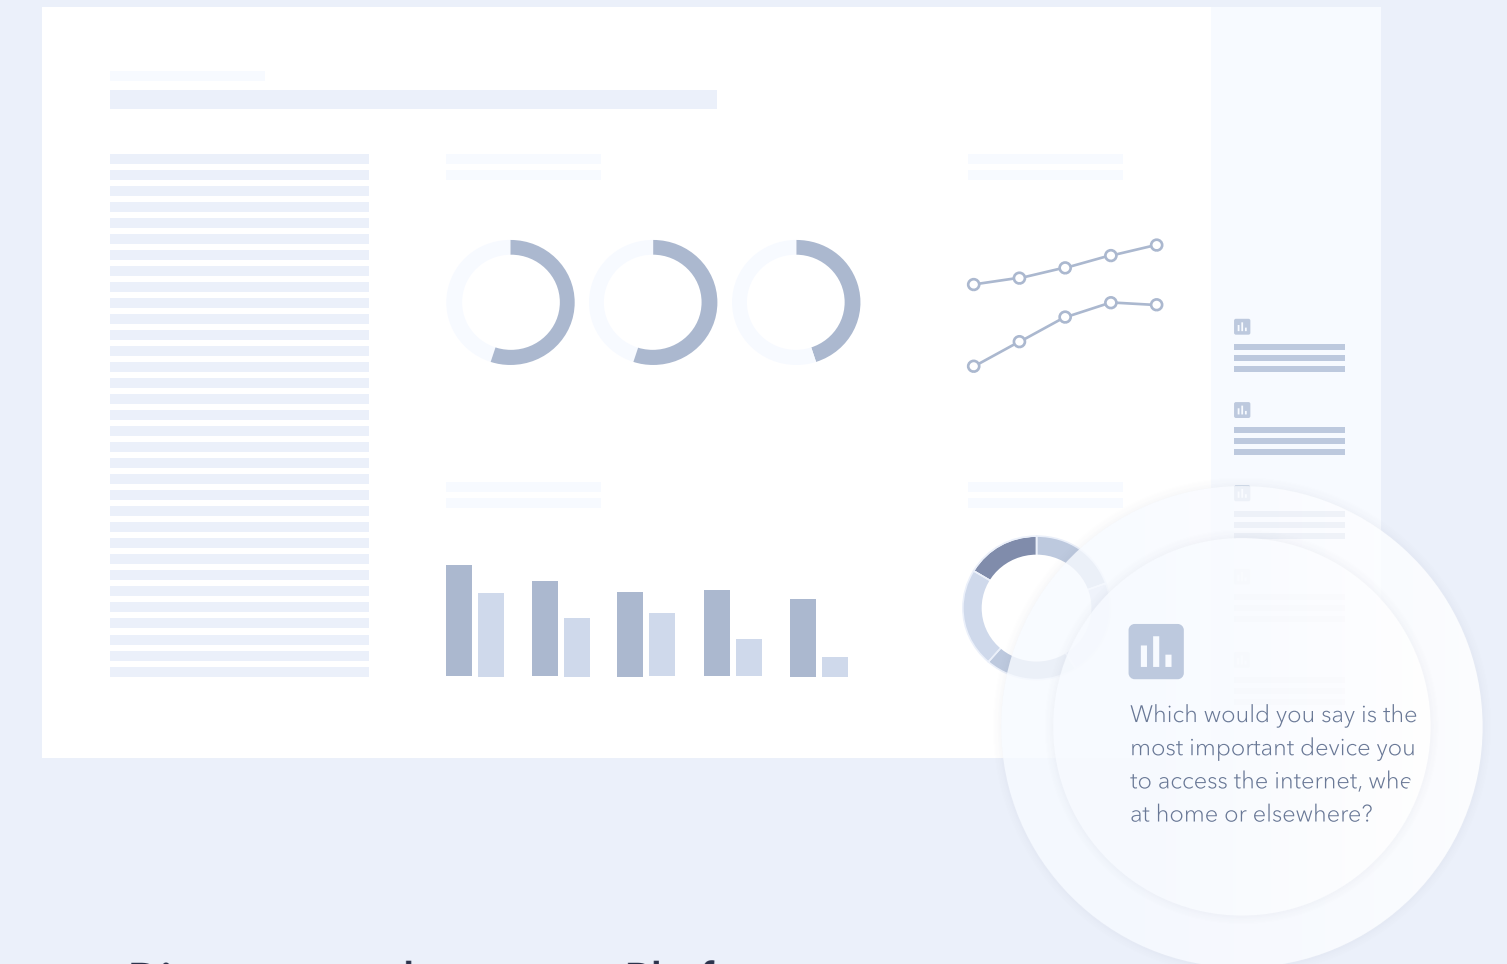 Which would you say is the
most important device you
to access the internet,
at home or elsewhere?